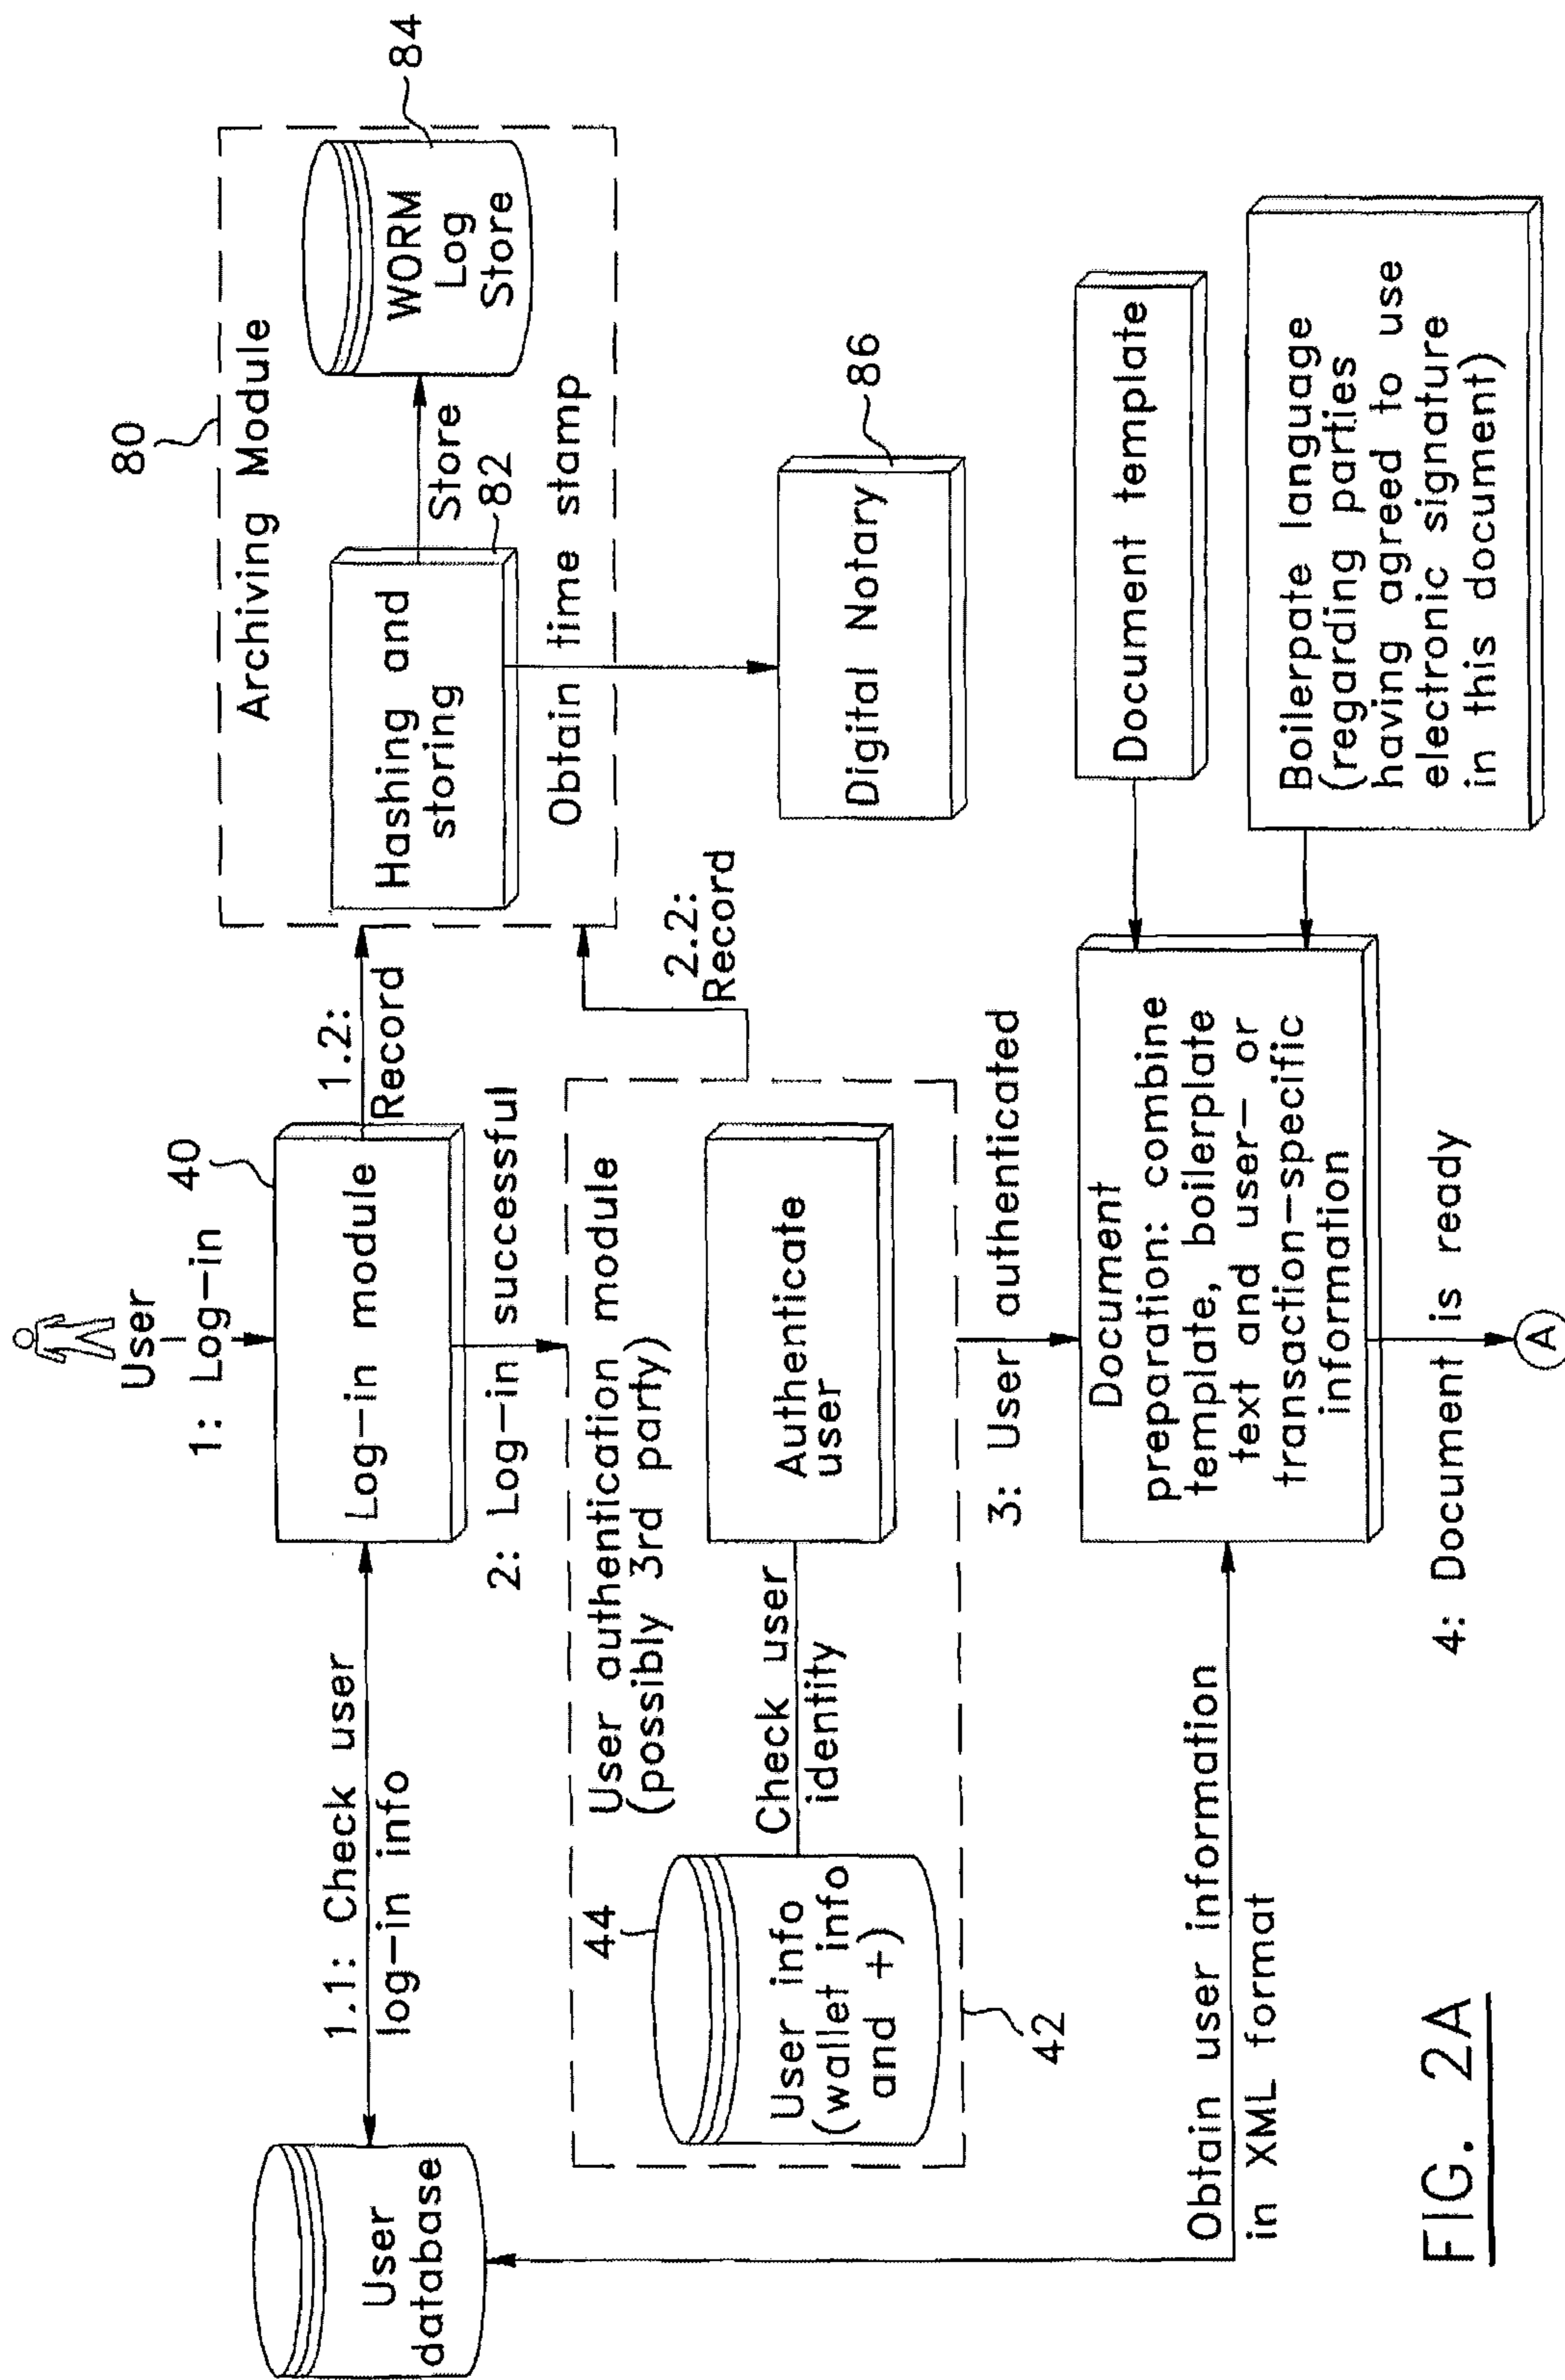 User
1: Log-in
40
Log-in module
1.1: Check user
log-in info
User
database
1.2:
Record
80
Archiving Module
Hashing and
storing
82
Store
WORM
Log
Store
84
Obtain time stamp
Digital Notary
86
2: Log-in successful
User authentication module
(possibly 3rd party)
Authenticate
user
Check user
identity
44
User info
(wallet info
and +)
42
2.2:
Record
3: User authenticated
Document
preparation: combine
template, boilerplate
text and user- or
transaction-specific
information
Document template
Boilerpate language
(regarding parties
having agreed to use
electronic signature
in this document)
Obtain user information
in XML format
4: Document is ready
A
FIG. 2A